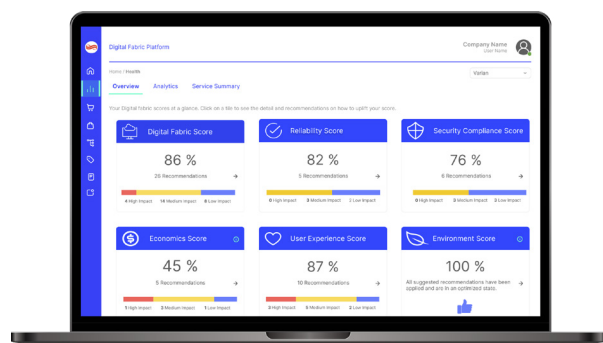 Digital Fabric Platform
Company Name
User Name
Home / Health
Varian
Overview Analytics Service Summary
Your Digital fabric scores at a glance. Click on a tile to see the detail and recommendations on how to uplift your score.
Digital Fabric Score
86 %
26 Recommendations
4 High Impact 14 Medium Impact 8 Low Impact
Reliability Score
82 %
5 Recommendations
0 High Impact 3 Medium Impact 2 Low Impact
Security Compliance Score
76 %
6 Recommendations
0 High Impact 3 Medium Impact 3 Low Impact
Economics Score
45 %
5 Recommendations
1 High Impact 3 Medium Impact 1 Low Impact
User Experience Score
87 %
10 Recommendations
Medium Impact 2 Low Impact
Environment Score
100 %
All suggested recommendations have been
applied and are in an optimized state.